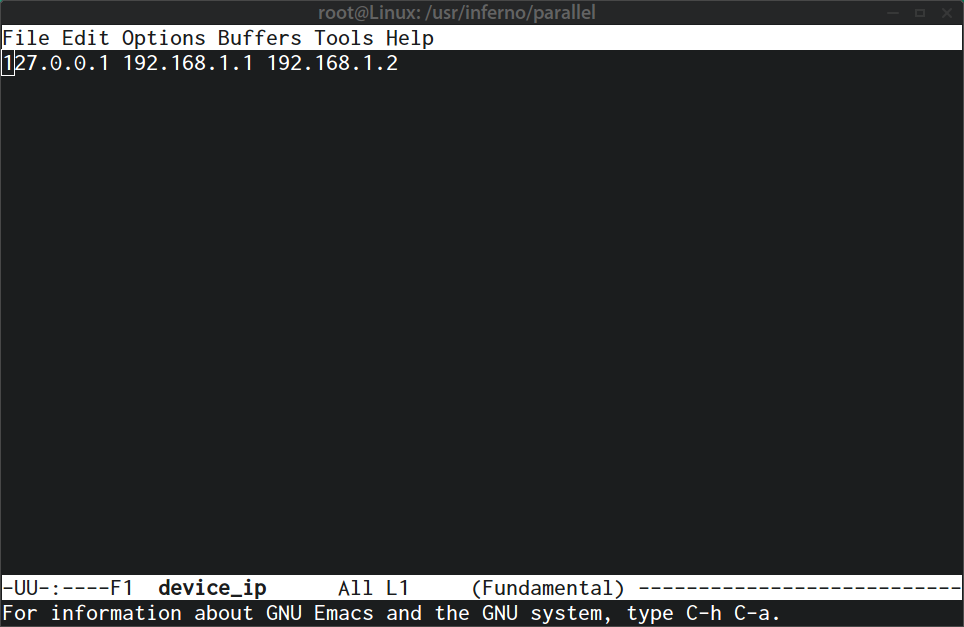 root@Linux: /usr/inferno/parallel
File Edit Options Buffers Tools Help
127.0.0.1 192.168.1.1 192.168.1.2
-UU-:----F1  device_ip      All L1     (Fundamental) ---------------------------
For information about GNU Emacs and the GNU system, type C-h C-a.